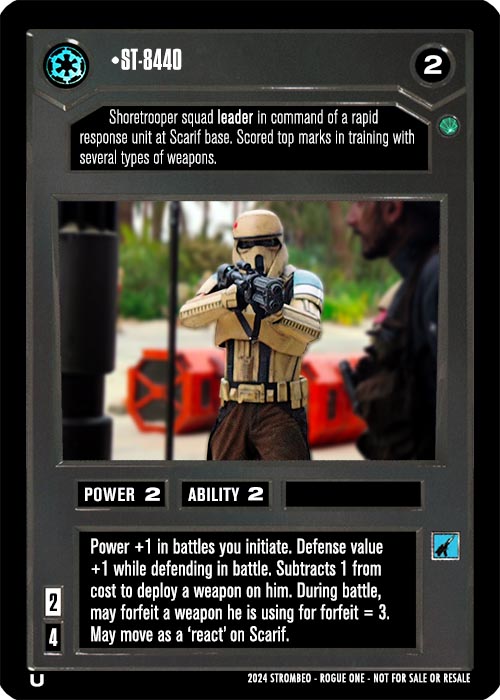 •ST-8440
2
Shoretrooper squad leader in command of a rapid
response unit at Scarif base. Scored top marks in training with
several types of weapons.
POWER 2
ABILITY 2
Power +1 in battles you initiate. Defense value
+1 while defending in battle. Subtracts 1 from
cost to deploy a weapon on him. During battle,
may forfeit a weapon he is using for forfeit = 3.
May move as a ‘react’ on Scarif.
2
4
U
2024 STROMBEO - ROGUE ONE - NOT FOR SALE OR RESALE